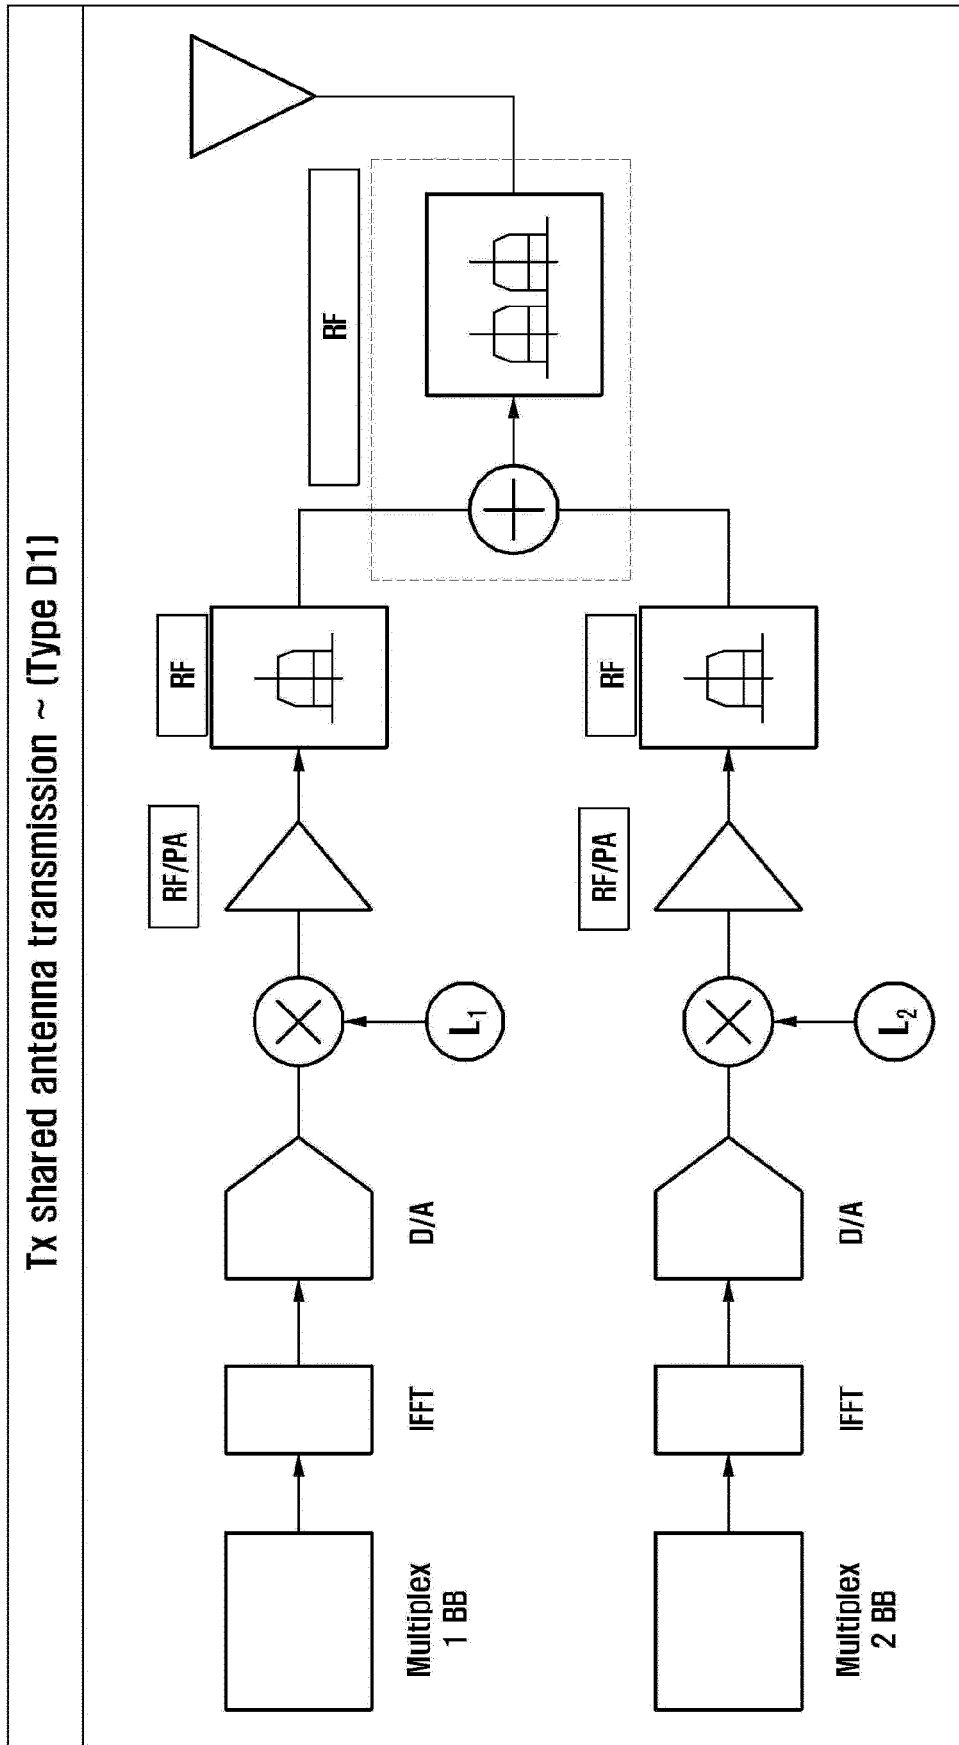 Tx shared antenna transmission ~ (Type D1)
Multiplex
1 BB
IFFT
D/A
L1
RF/PA
RF
RF
Multiplex
2 BB
IFFT
D/A
L2
RF/PA
RF